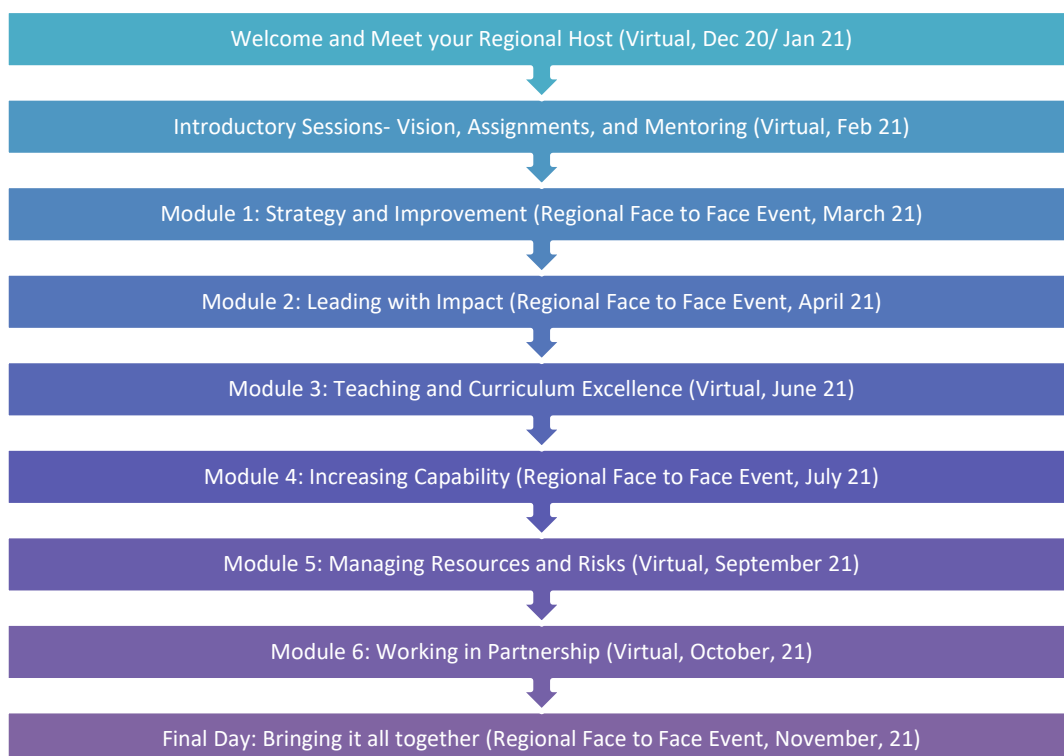 Welcome and Meet your Regional Host (Virtual, Dec 20/ Jan 21)
Introductory Sessions- Vision, Assignments, and Mentoring (Virtual, Feb 21)
Module 1: Strategy and Improvement (Regional Face to Face Event, March 21)
Module 2: Leading with Impact (Regional Face to Face Event, April 21)
Module 3: Teaching and Curriculum Excellence (Virtual, June 21)
Module 4: Increasing Capability (Regional Face to Face Event, July 21)
Module 5: Managing Resources and Risks (Virtual, September 21)
Module 6: Working in Partnership (Virtual, October, 21)
Final Day: Bringing it all together (Regional Face to Face Event, November, 21)